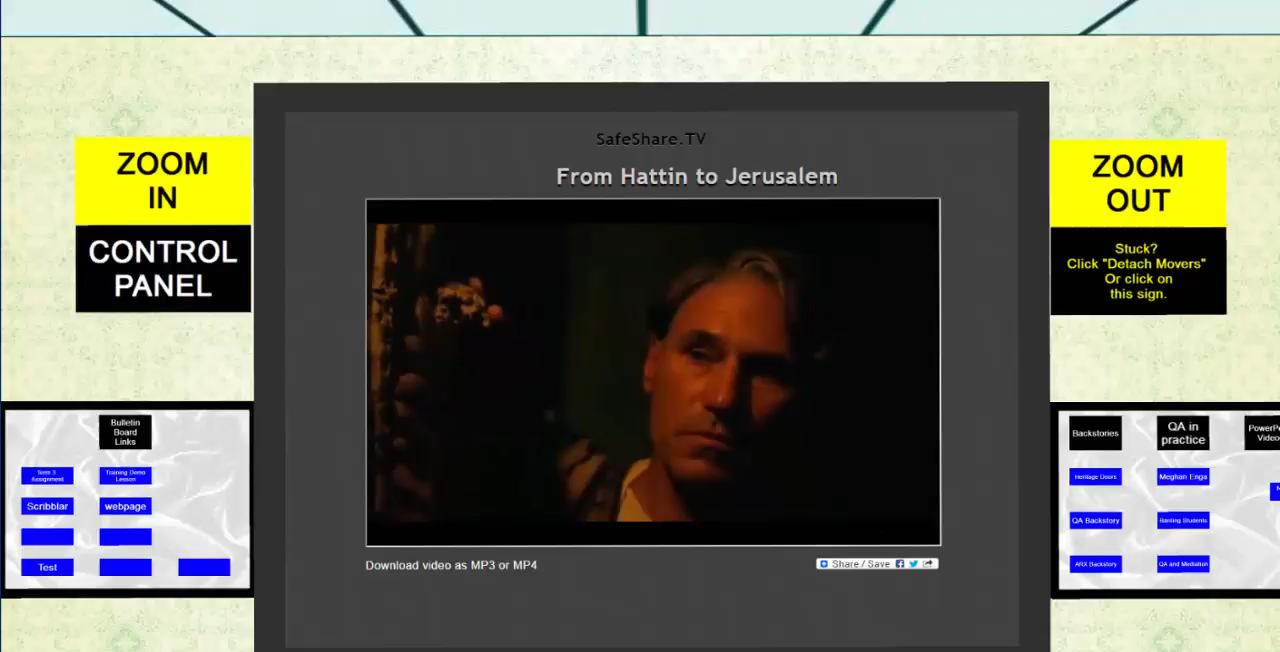 SafeShare.TV
From Hattin to Jerusalem
ZOOM
IN
CONTROL
PANEL
ZOOM
OUT
Stuck?
Click "Detach Movers"
Or click on
this sign.
Download video as MP3 or MP4
Share / Save
Bulletin
Board
Links
Term 3
Assignment
Training Demo
Lesson
Scribblar
webpage
Test
Backstories
QA in
practice
Heritage Doors
Meghan Enga
QA Backstory
Ranting Students
ARX Backstory
QA and Mediation